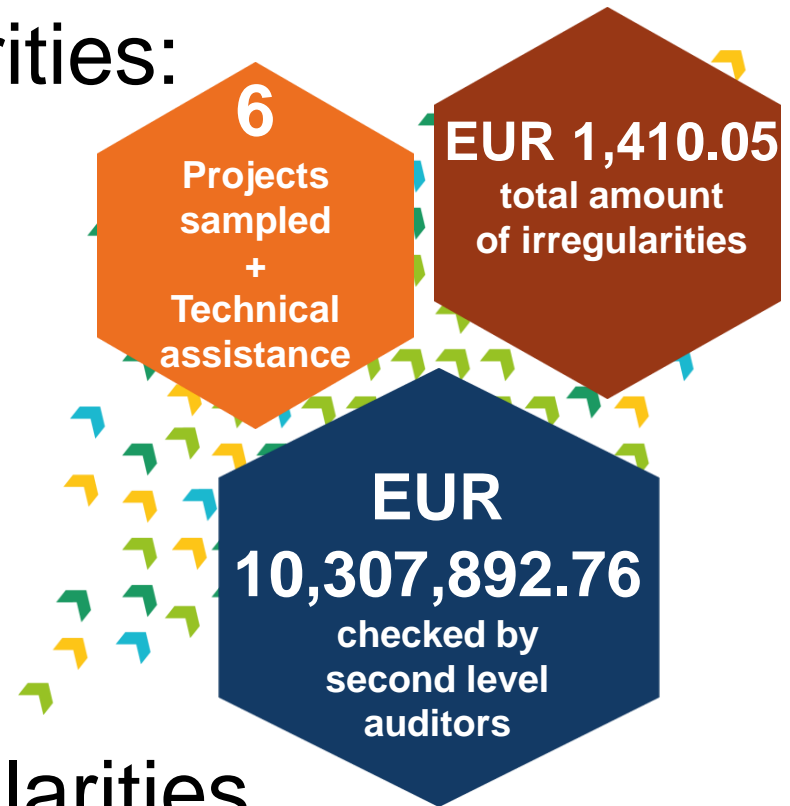 rities:
6
Projects
sampled
+
Technical
assistance
EUR 1,410.05
total amount
of irregularities
EUR
10,307,892.76
checked by
second level
auditors
larities